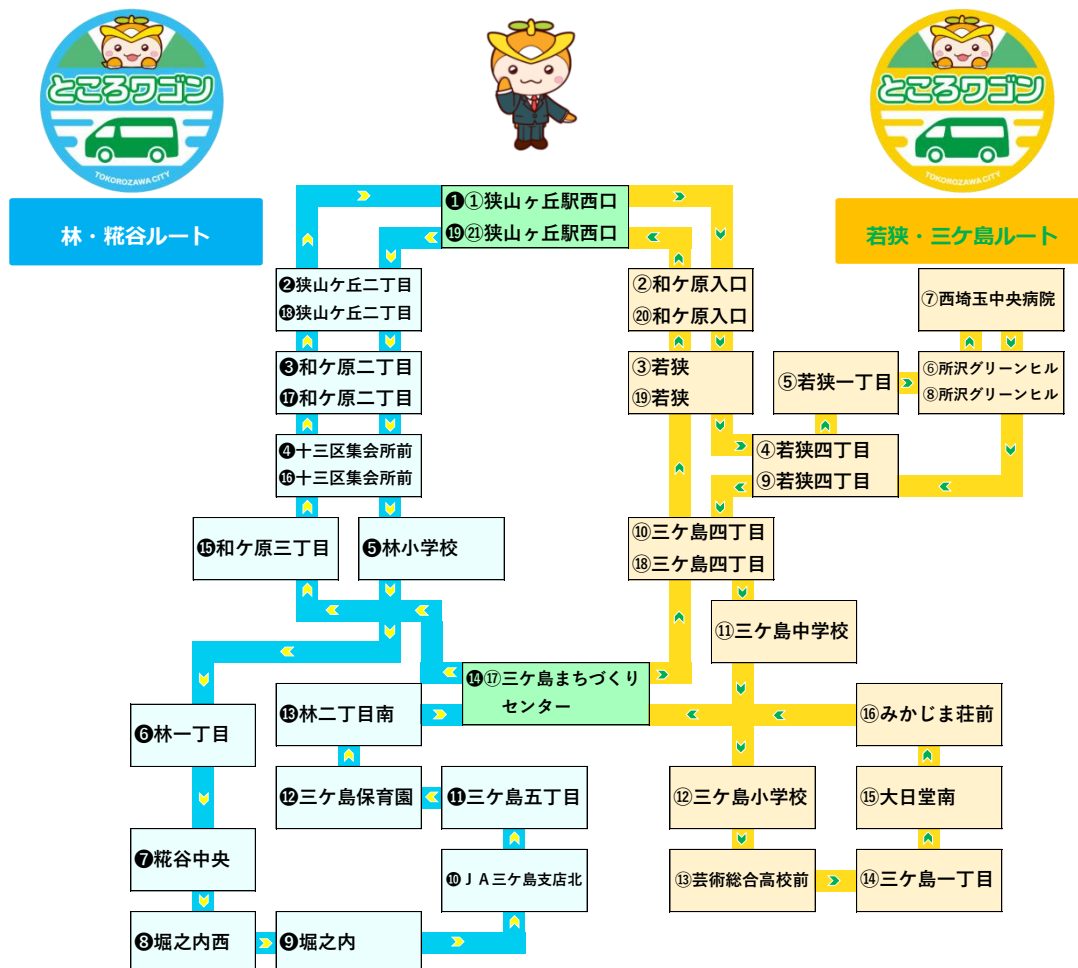 ところワゴン
TOKOROZAWA CITY
ところワゴン
TOKOROZAWA CITY
林・糀谷ルート
若狭・三ケ島ルート
❶①狭山ヶ丘駅西口
⓳㉑狭山ヶ丘駅西口
❷狭山ケ丘二丁目
⓲狭山ケ丘二丁目
②和ケ原入口
⑳和ケ原入口
⑦西埼玉中央病院
❸和ケ原二丁目
⓱和ケ原二丁目
③若狭
⑲若狭
⑤若狭一丁目
⑥所沢グリーンヒル
⑧所沢グリーンヒル
❹十三区集会所前
⓰十三区集会所前
④若狭四丁目
⑨若狭四丁目
⓯和ケ原三丁目
❺林小学校
⑩三ケ島四丁目
⑱三ケ島四丁目
⑪三ケ島中学校
⓮⑰三ケ島まちづくり
センター
❻林一丁目
⓭林二丁目南
⑯みかじま荘前
⓬三ケ島保育園
⓫三ケ島五丁目
⑫三ケ島小学校
⑮大日堂南
❼糀谷中央
❿ＪＡ三ケ島支店北
⑬芸術総合高校前
⑭三ケ島一丁目
❽堀之内西
❾堀之内